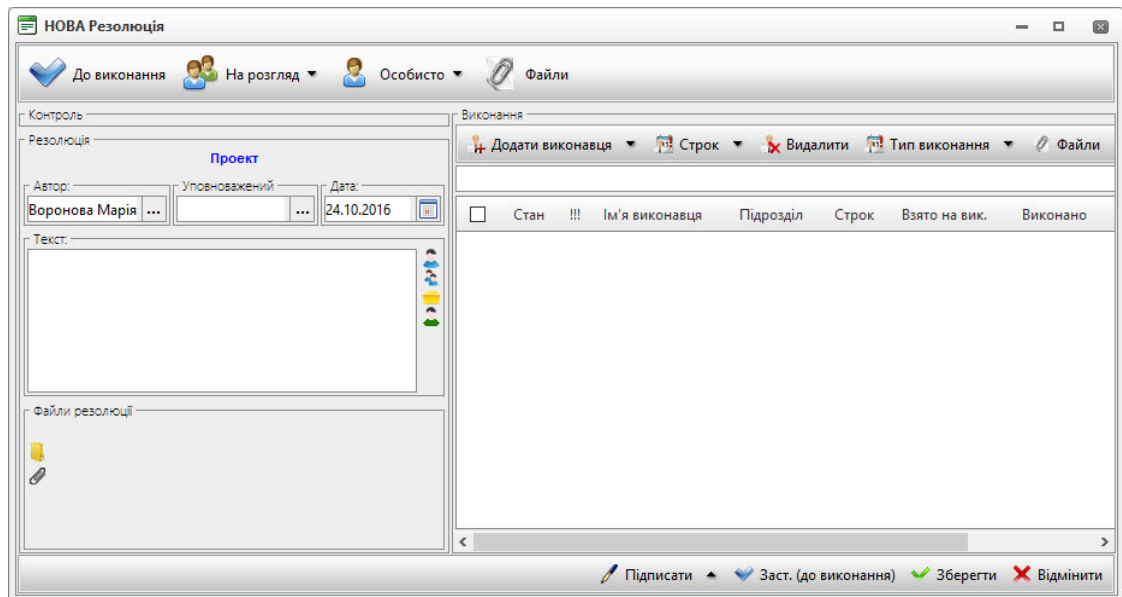 НОВА Резолюція
До виконання На розгляд Особисто Файли
Контроль
Резолюція
Проект
Автор: Уповноважений Дата:
Воронова Марія ... ... 24.10.2016
Текст:
Файли резолюції
Виконання
Додати виконавця Строк Видалити Тип виконання Файли
Стан !!! Ім'я виконавця Підрозділ Строк Взято на вик. Виконано
Підписати Заст. (до виконання) Зберегти Відмінити